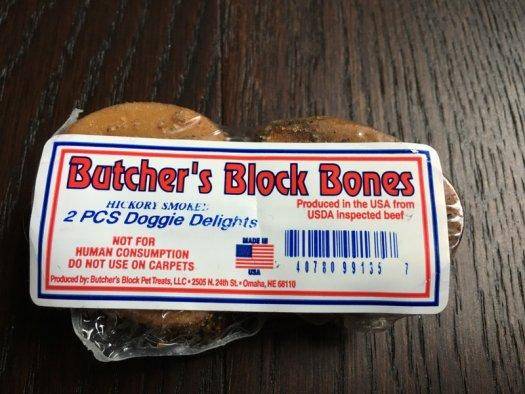 Butcher's Block Bones
HICKORY SMOKED
2 PCS Doggie Delights
Produced in the USA from
USDA inspected beef
NOT FOR
HUMAN CONSUMPTION
DO NOT USE ON CARPETS
MADE IN
USA
4078099135 7
Produced by: Butcher's Block Pet Treats, LLC • 2505 N. 24th St. • Omaha, NE 68110